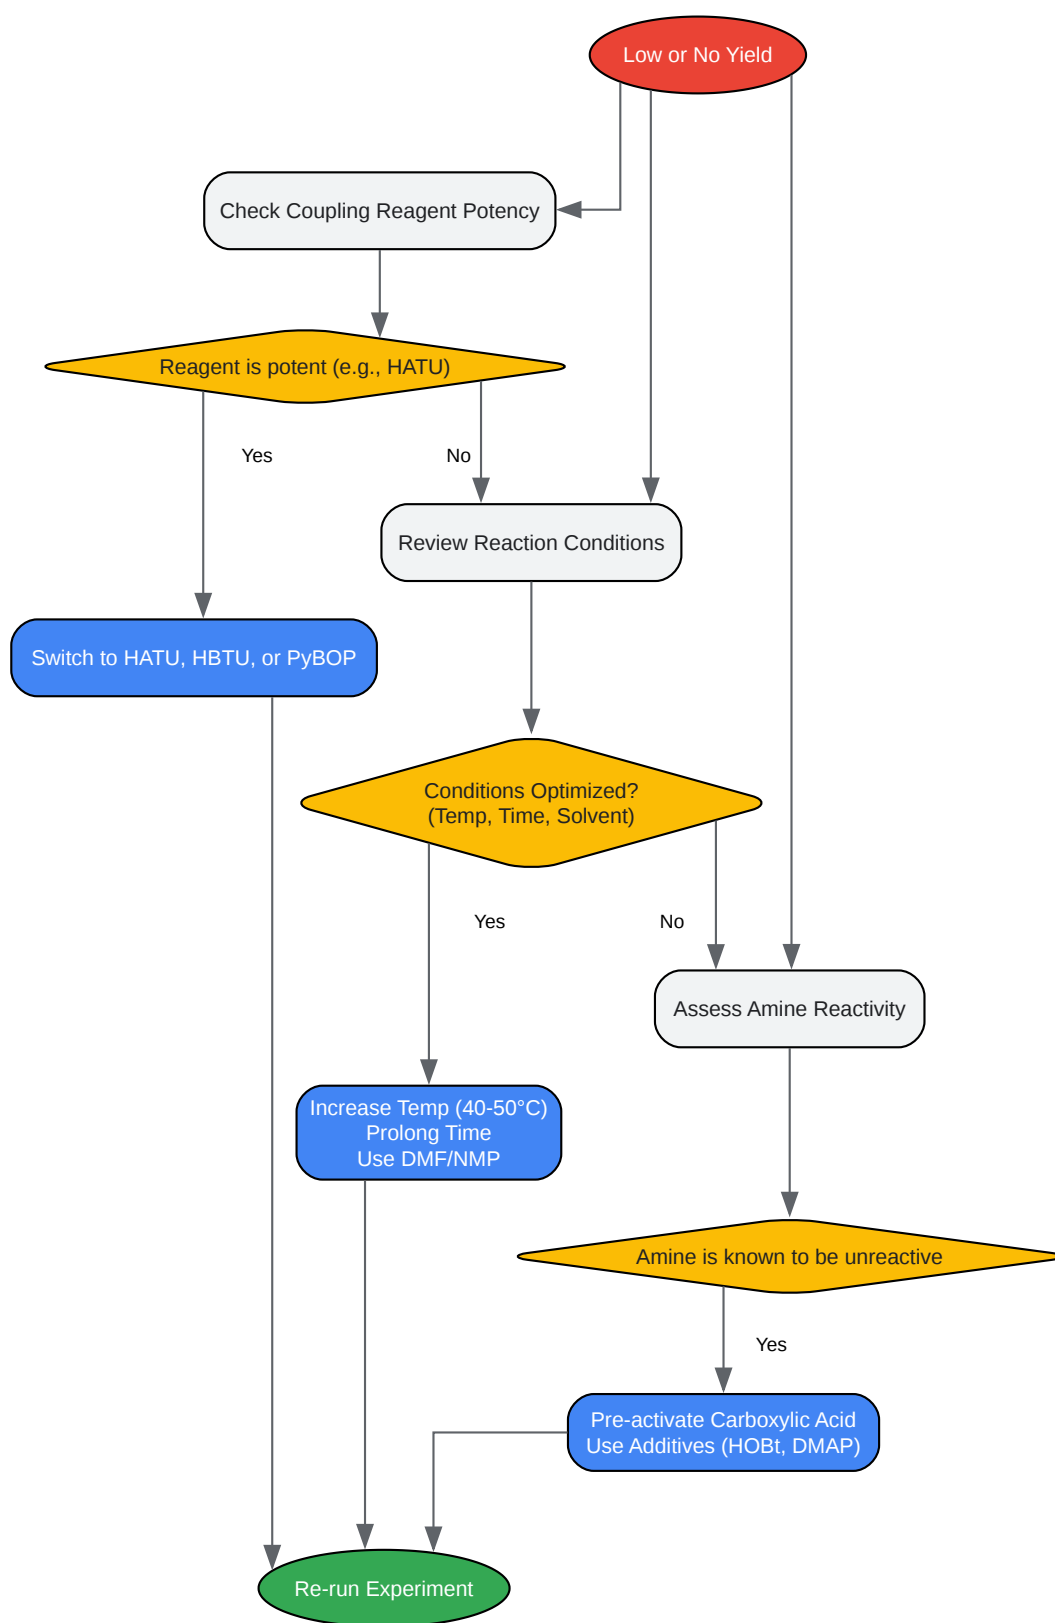 Low or No Yield
Check Coupling Reagent Potency
Reagent is potent (e.g., HATU)
Yes
No
Review Reaction Conditions
Switch to HATU, HBTU, or PyBOP
Conditions Optimized?
(Temp, Time, Solvent)
Yes
No
Assess Amine Reactivity
Increase Temp (40-50°C)
Prolong Time
Use DMF/NMP
Amine is known to be unreactive
Yes
Pre-activate Carboxylic Acid
Use Additives (HOBt, DMAP)
Re-run Experiment